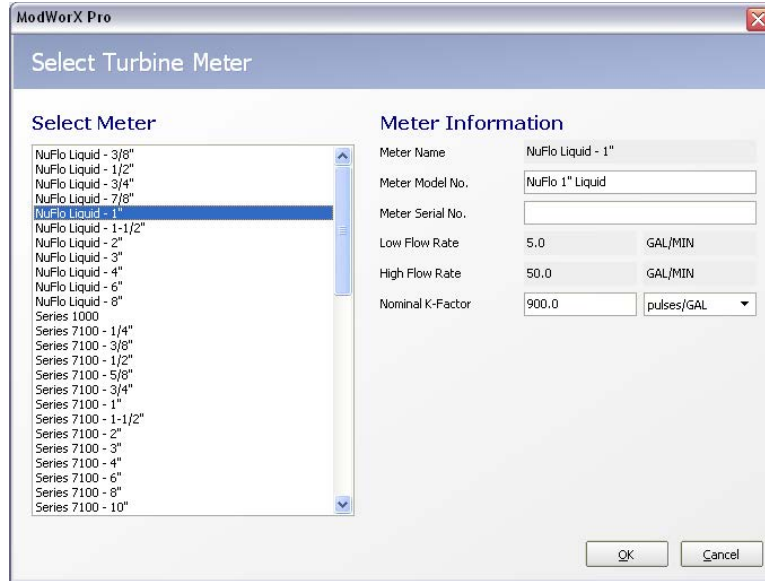 ModWorX Pro
Select Turbine Meter
Select Meter
NuFlo Liquid - 3/8"
NuFlo Liquid - 1/2"
NuFlo Liquid - 3/4"
NuFlo Liquid - 7/8"
NuFlo Liquid - 1"
NuFlo Liquid - 1-1/2"
NuFlo Liquid - 2"
NuFlo Liquid - 3"
NuFlo Liquid - 4"
NuFlo Liquid - 6"
NuFlo Liquid - 8"
Series 1000
Series 7100 - 1/4"
Series 7100 - 3/8"
Series 7100 - 1/2"
Series 7100 - 5/8"
Series 7100 - 3/4"
Series 7100 - 1"
Series 7100 - 1-1/2"
Series 7100 - 2"
Series 7100 - 3"
Series 7100 - 4"
Series 7100 - 6"
Series 7100 - 8"
Series 7100 - 10"
Meter Information
Meter Name NuFlo Liquid - 1"
Meter Model No. NuFlo 1" Liquid
Meter Serial No.
Low Flow Rate 5.0 GAL/MIN
High Flow Rate 50.0 GAL/MIN
Nominal K-Factor 900.0 pulses/GAL
OK Cancel